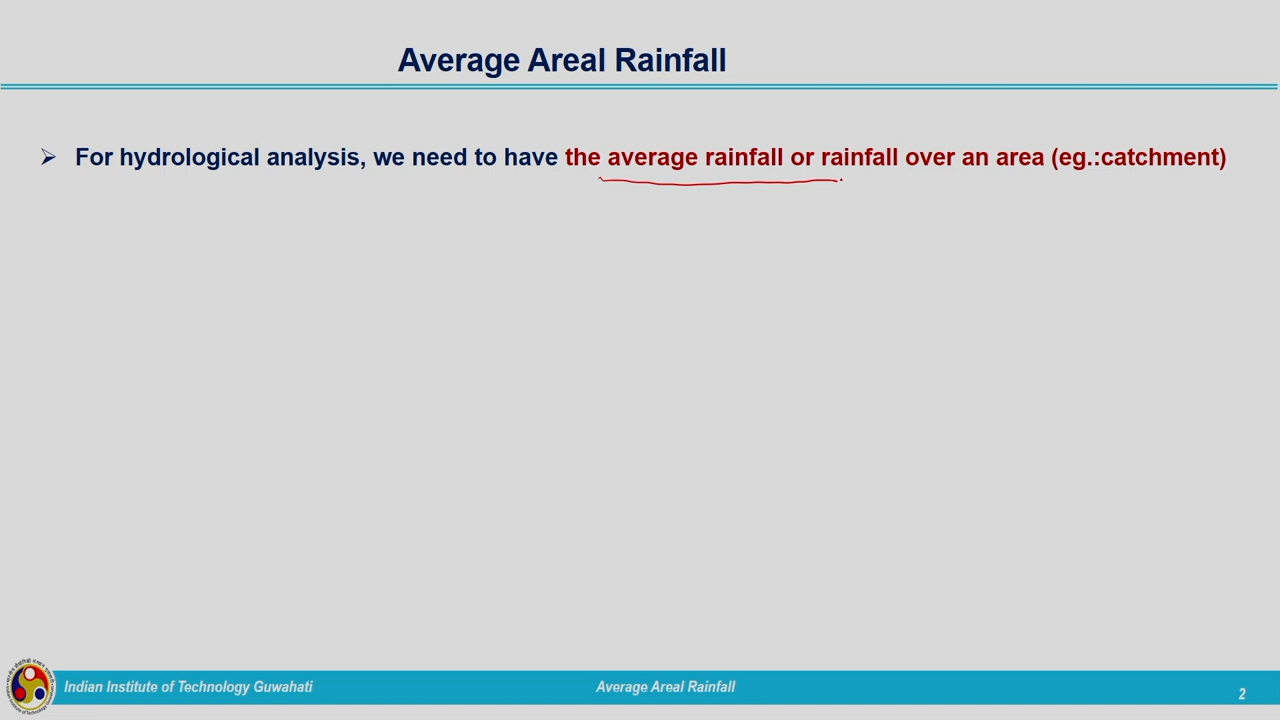 Average Areal Rainfall
For hydrological analysis, we need to have the average rainfall or rainfall over an area (eg.:catchment)
Indian Institute of Technology Guwahati
Average Areal Rainfall
2